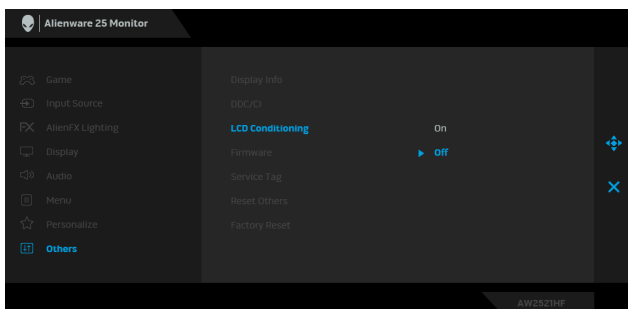 Alienware 25 Monitor
Game
Input Source
FX AlienFX Lighting
Display
Audio
Menu
Personalize
Others
Display Info
DDC/CI
LCD Conditioning On
Firmware Off
Service Tag
Reset Others
Factory Reset
AW2521HF